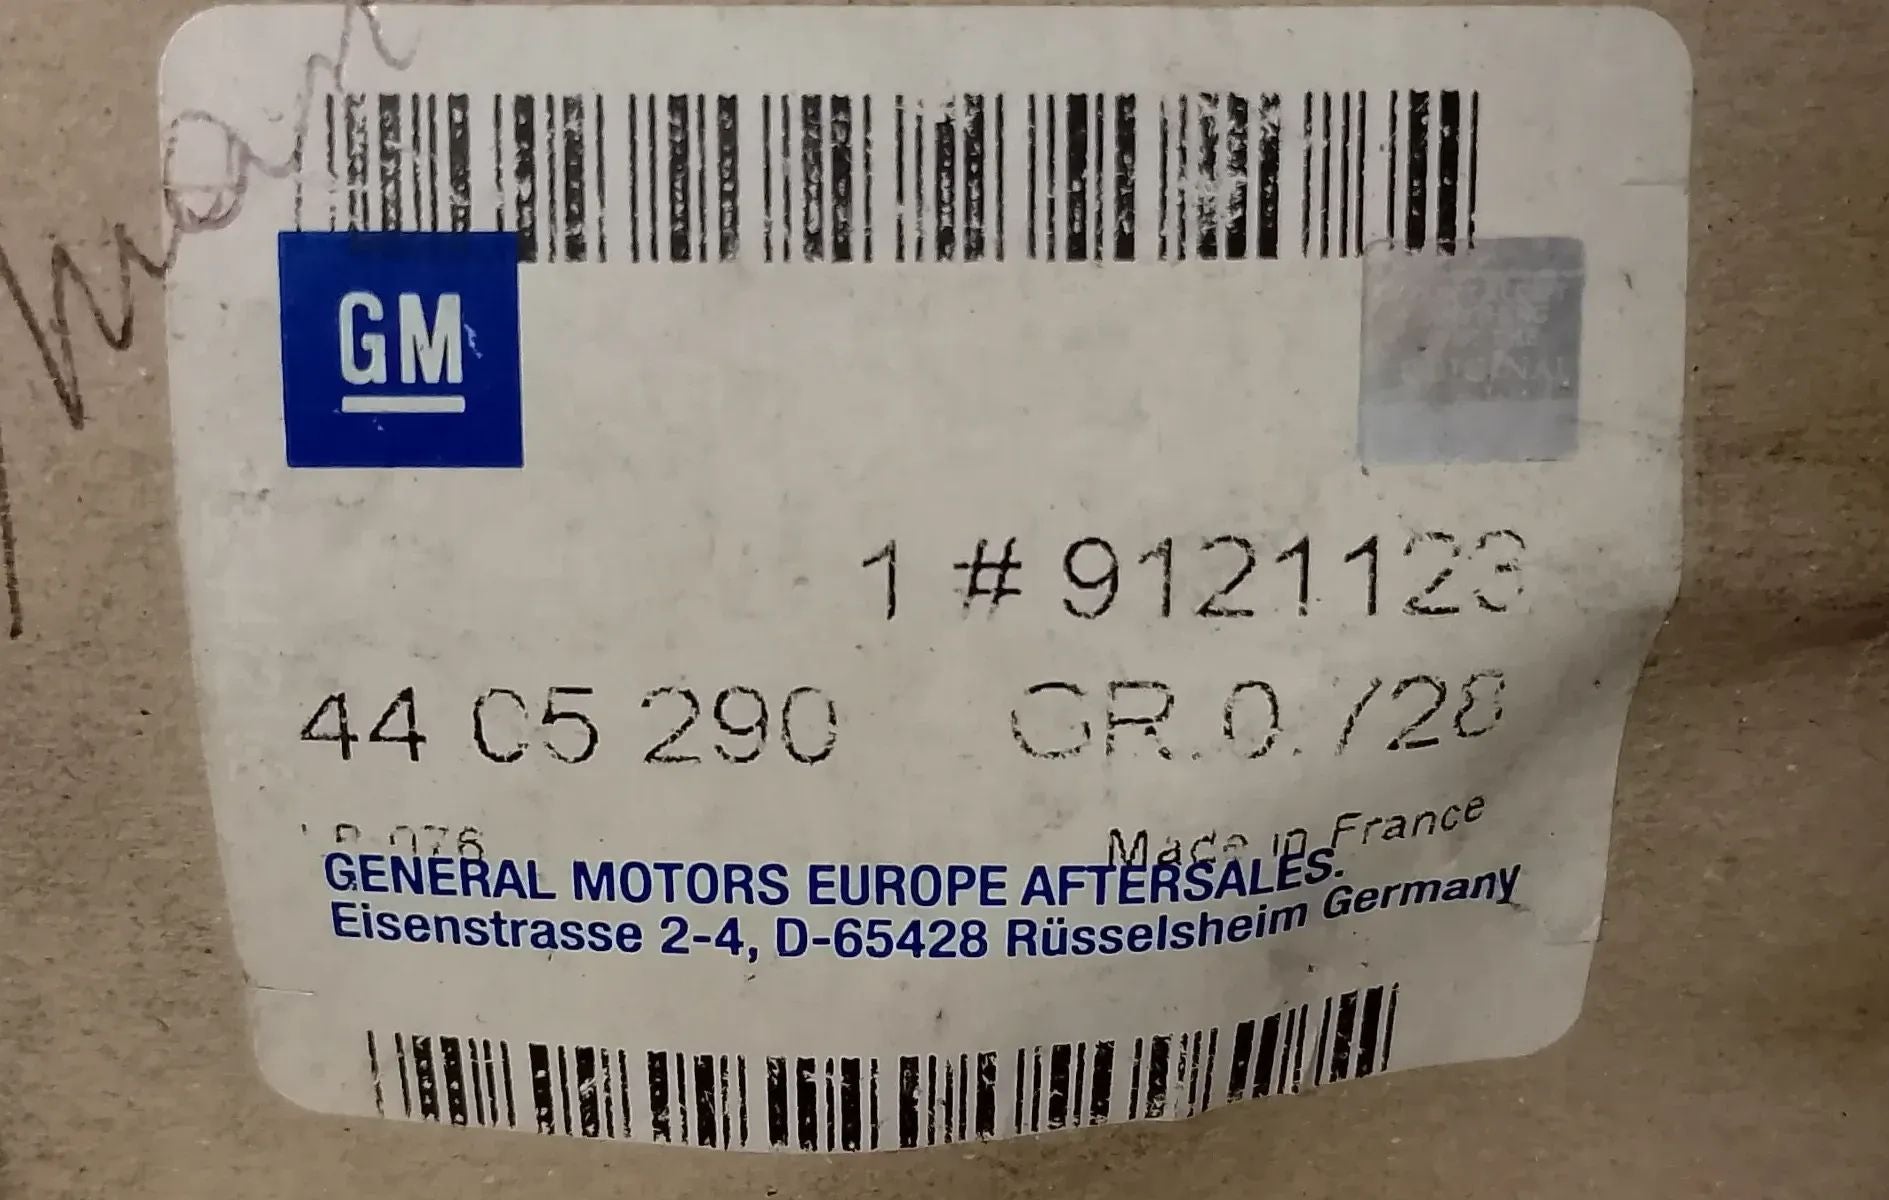 GM
1 # 9121123
44 05 290 GR.0.728
Made in France
GENERAL MOTORS EUROPE AFTERSALES.
Eisenstrasse 2-4, D-65428 Rüsselsheim Germany